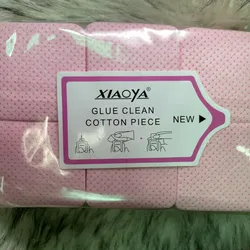 XIAOYA®
GLUE CLEAN
COTTON PIECE
NEW